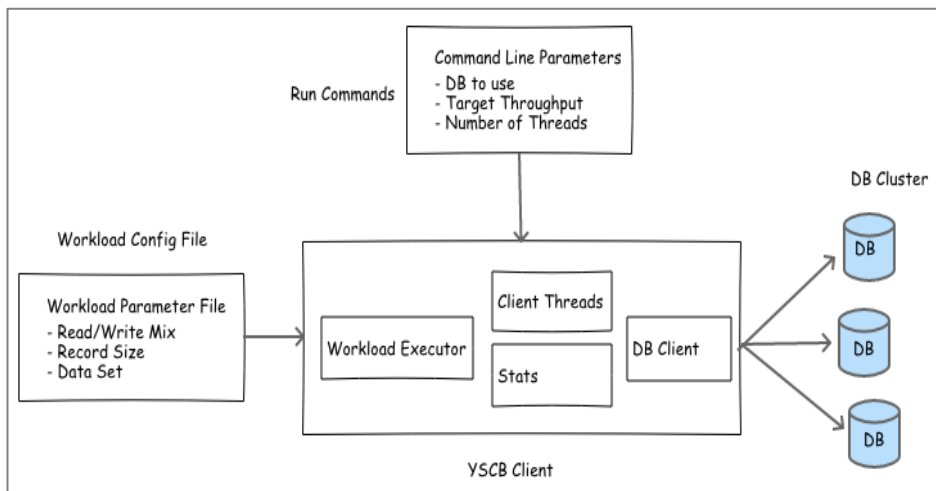 Command Line Parameters
- DB to use
- Target Throughput
- Number of Threads
Run Commands
DB Cluster
DB
DB
DB
Workload Config File
Workload Parameter File
- Read/Write Mix
- Record Size
- Data Set
Workload Executor
Client Threads
Stats
DB Client
YSCB Client